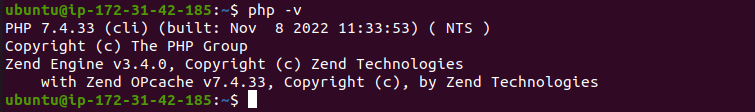 ubuntu@ip-172-31-42-185:~$ php -v
PHP 7.4.33 (cli) (built: Nov  8 2022 11:33:53) ( NTS )
Copyright (c) The PHP Group
Zend Engine v3.4.0, Copyright (c) Zend Technologies
    with Zend OPcache v7.4.33, Copyright (c), by Zend Technologies
ubuntu@ip-172-31-42-185:~$